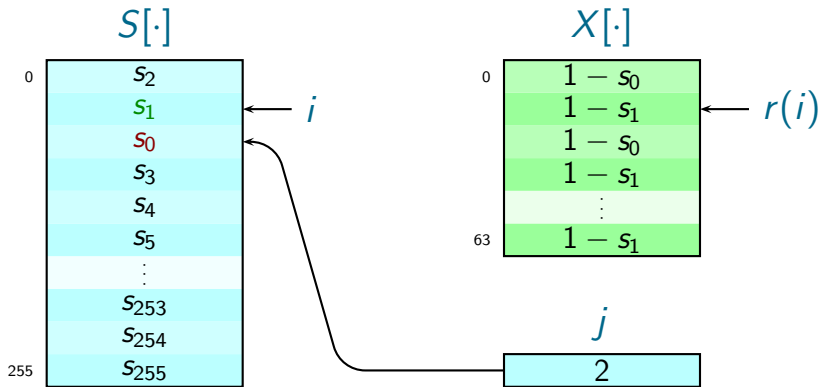 S[·] X[·]
0 s₂ 0 1 − s₀
s₁ i 1 − s₁ r(i)
s₀ 1 − s₀
s₃ 1 − s₁
s₄ ⋮
s₅ 63 1 − s₁
⋮
s₂₅₃ j
s₂₅₄
255 s₂₅₅ 2